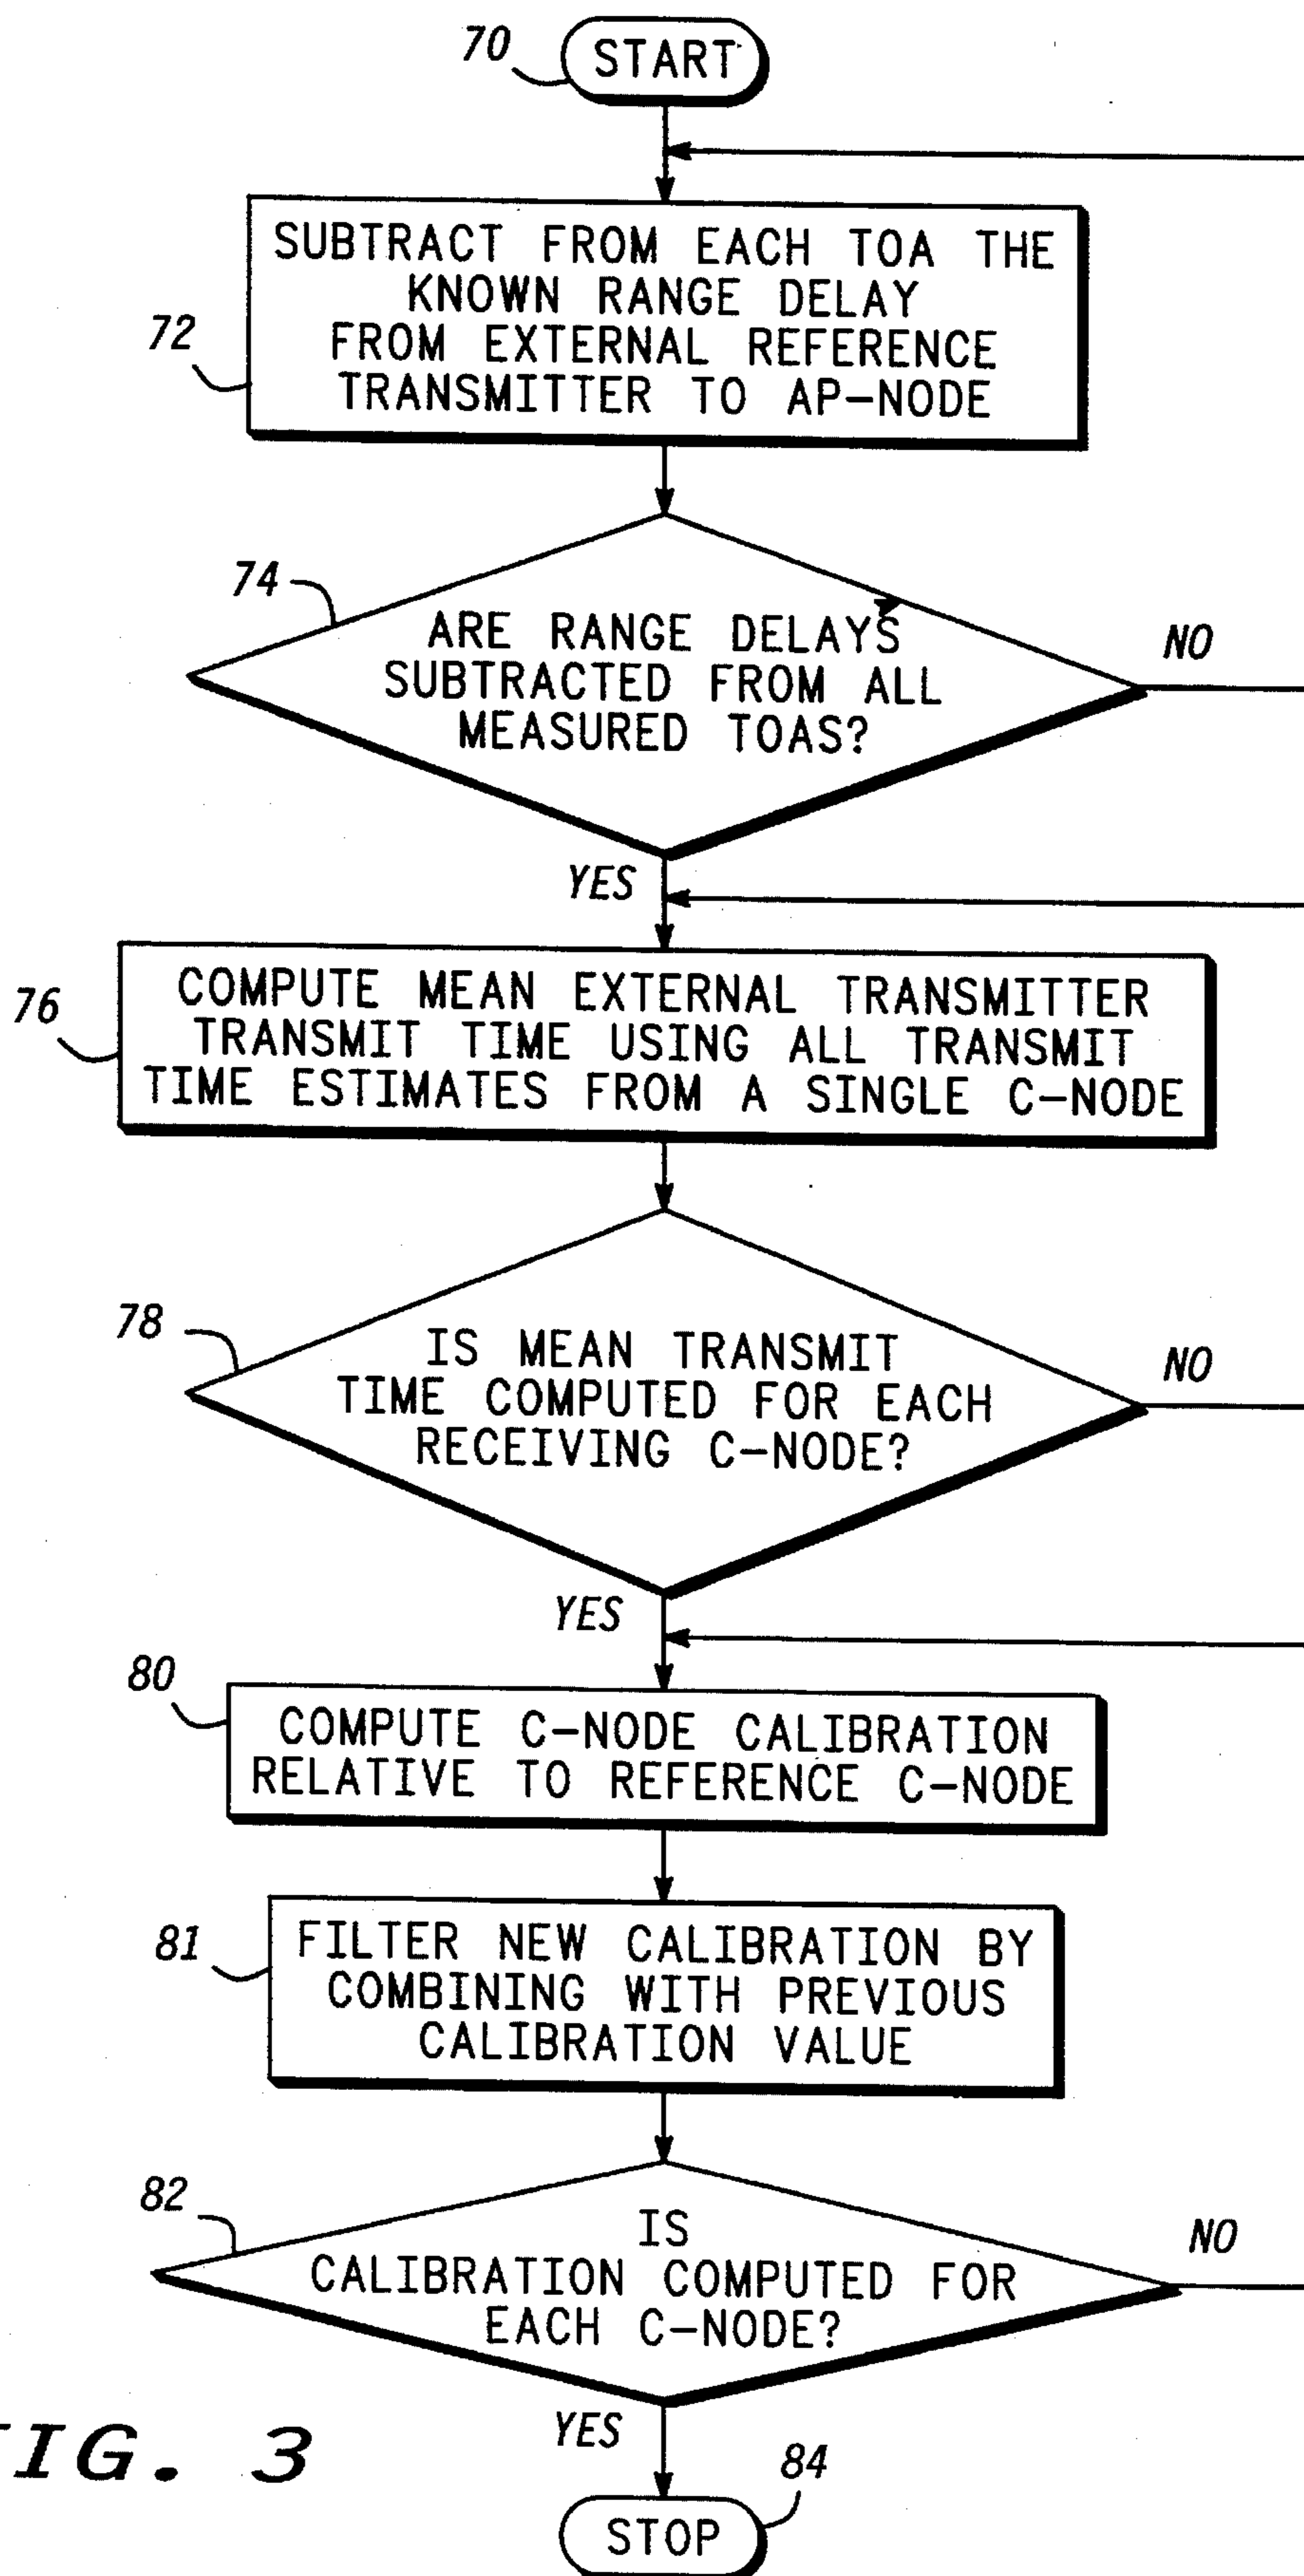 70
START
SUBTRACT FROM EACH TOA THE
KNOWN RANGE DELAY
FROM EXTERNAL REFERENCE
TRANSMITTER TO AP-NODE
72
74
ARE RANGE DELAYS
SUBTRACTED FROM ALL
MEASURED TOAS?
NO
YES
76
COMPUTE MEAN EXTERNAL TRANSMITTER
TRANSMIT TIME USING ALL TRANSMIT
TIME ESTIMATES FROM A SINGLE C-NODE
78
IS MEAN TRANSMIT
TIME COMPUTED FOR EACH
RECEIVING C-NODE?
NO
YES
80
COMPUTE C-NODE CALIBRATION
RELATIVE TO REFERENCE C-NODE
81
FILTER NEW CALIBRATION BY
COMBINING WITH PREVIOUS
CALIBRATION VALUE
82
IS
CALIBRATION COMPUTED FOR
EACH C-NODE?
NO
YES
84
STOP
IG. 3